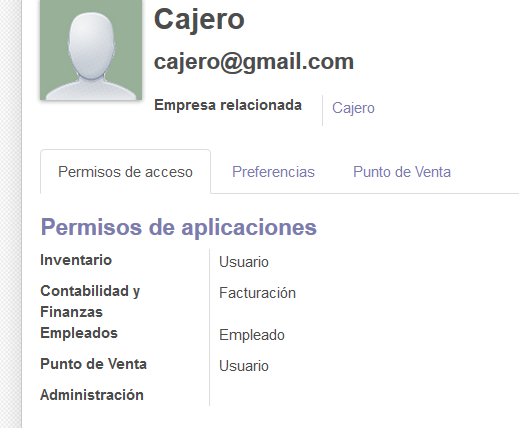 Cajero
cajero@gmail.com
Empresa relacionada Cajero
Permisos de acceso Preferencias Punto de Venta
Permisos de aplicaciones
Inventario Usuario
Contabilidad y Facturación
Finanzas
Empleados Empleado
Punto de Venta Usuario
Administración